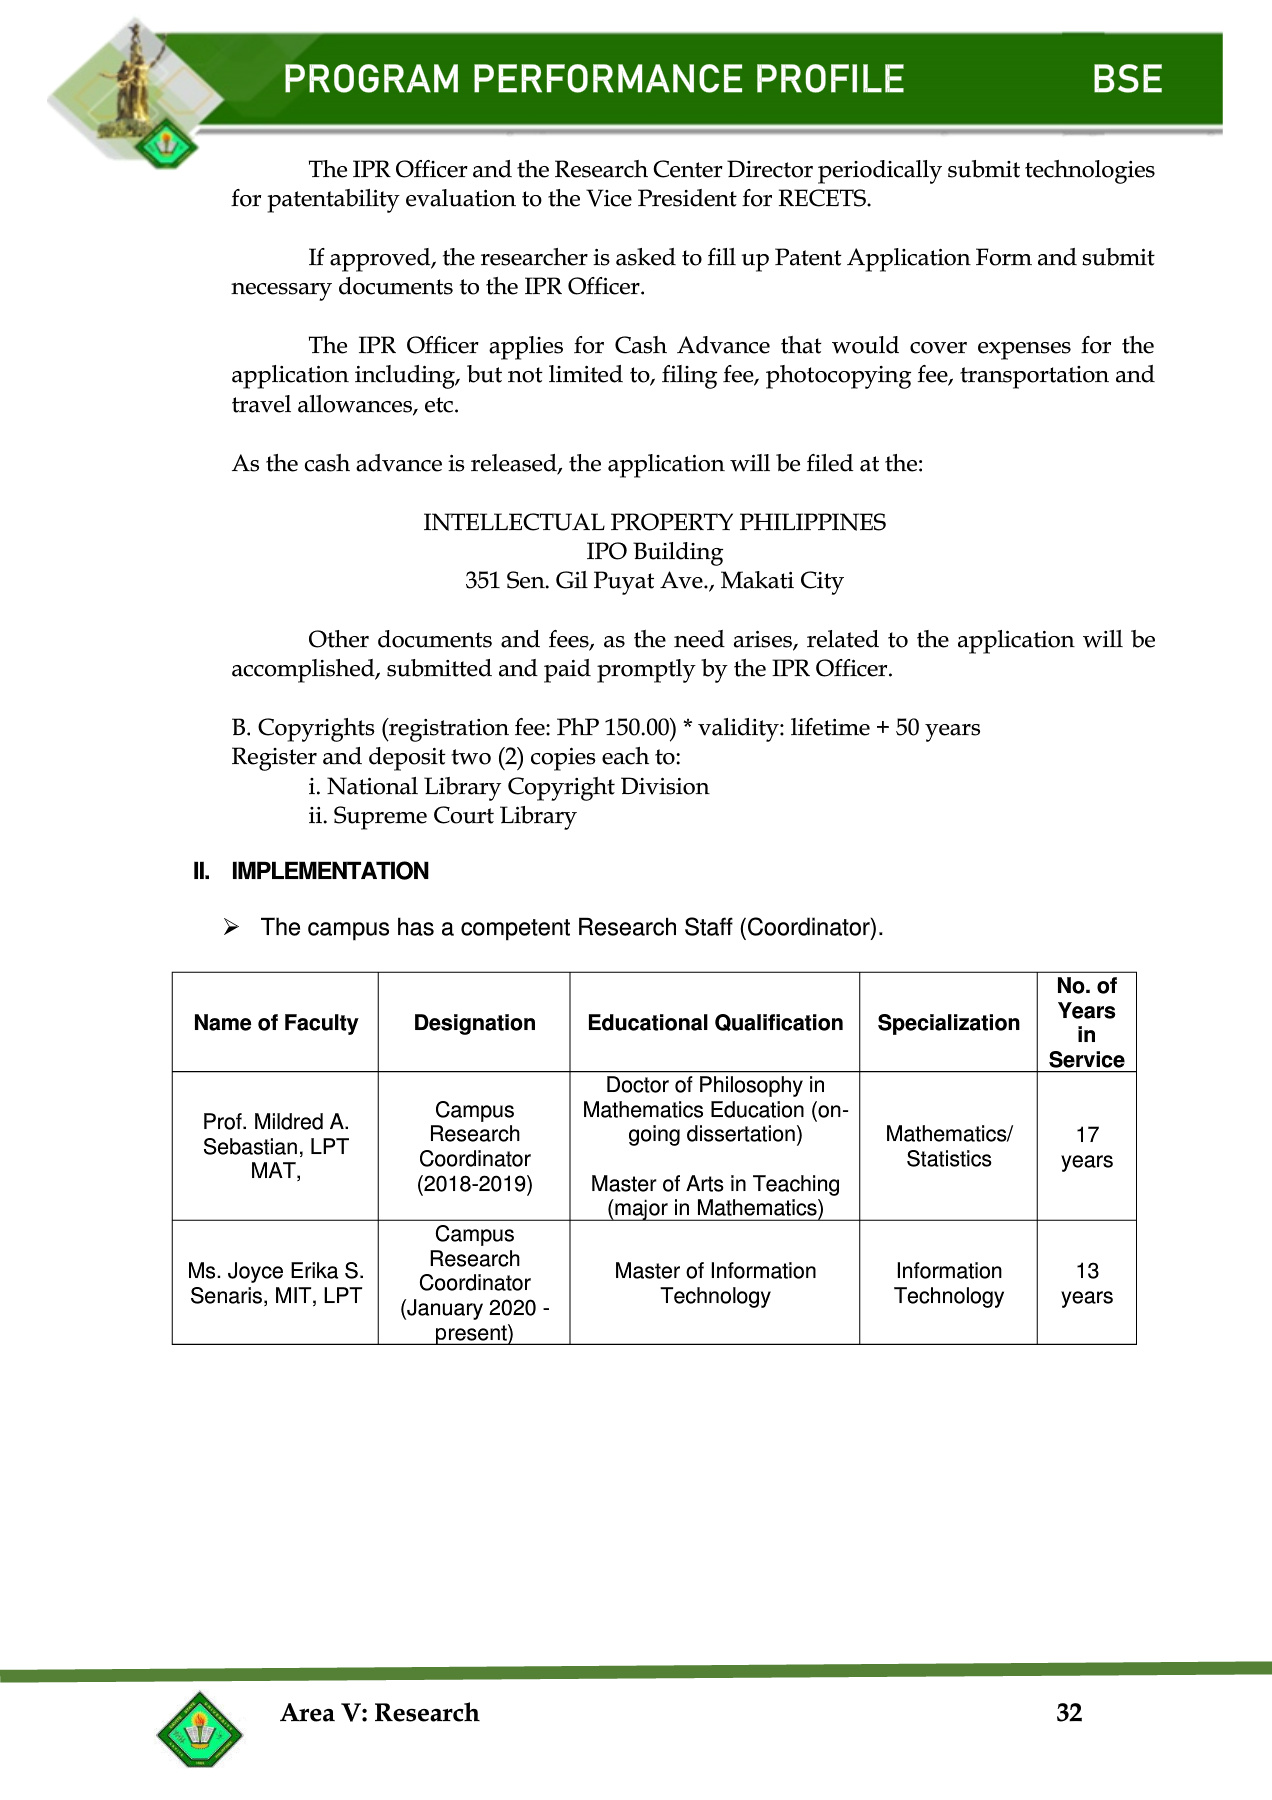 PROGRAM PERFORMANCE PROFILE BSE
The IPR Officer and the Research Center Director periodically submit technologies
for patentability evaluation to the Vice President for RECETS.
If approved, the researcher is asked to fill up Patent Application Form and submit
necessary documents to the IPR Officer.
The IPR Officer applies for Cash Advance that would cover expenses for the
application including, but not limited to, filing fee, photocopying fee, transportation and
travel allowances, etc.
As the cash advance is released, the application will be filed at the:
INTELLECTUAL PROPERTY PHILIPPINES
IPO Building
351 Sen. Gil Puyat Ave., Makati City
Other documents and fees, as the need arises, related to the application will be
accomplished, submitted and paid promptly by the IPR Officer.
B. Copyrights (registration fee: PhP 150.00) * validity: lifetime + 50 years
Register and deposit two (2) copies each to:
i. National Library Copyright Division
ii. Supreme Court Library
II. IMPLEMENTATION
➢ The campus has a competent Research Staff (Coordinator).
Name of Faculty
Designation
Educational Qualification
Specialization
No. of
Years
in
Service
Prof. Mildred A.
Sebastian, LPT
MAT,
Campus
Research
Coordinator
(2018-2019)
Doctor of Philosophy in
Mathematics Education (on-
going dissertation)
Master of Arts in Teaching
(major in Mathematics)
Mathematics/
Statistics
17
years
Ms. Joyce Erika S.
Senaris, MIT, LPT
Campus
Research
Coordinator
(January 2020 -
present)
Master of Information
Technology
Information
Technology
13
years
Area V: Research 32